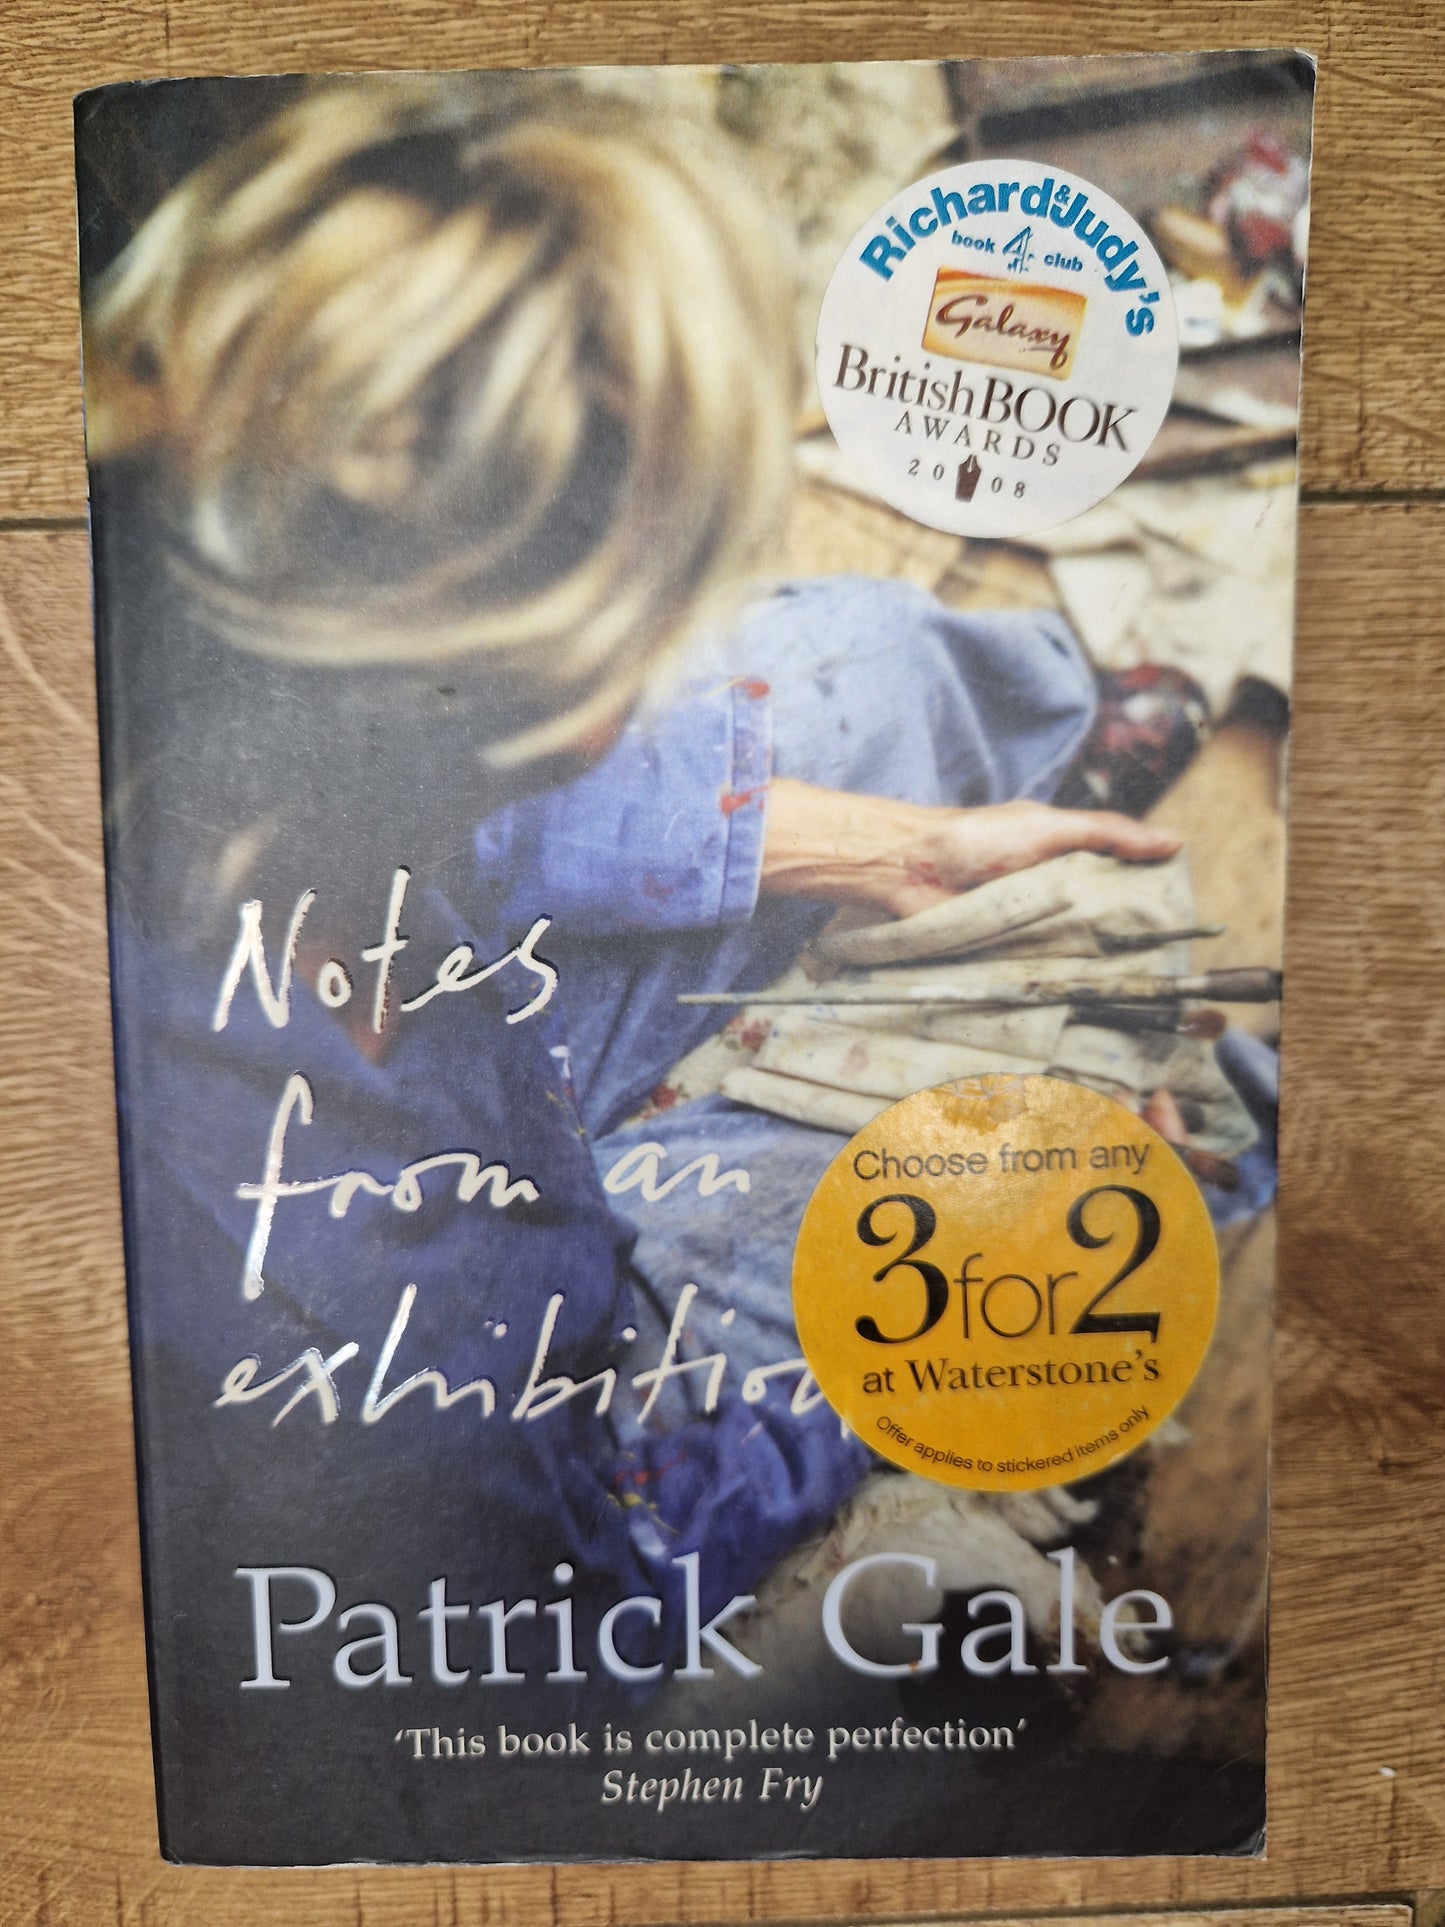 Richard & Judy's
book 4 club
Galaxy
British BOOK
AWARDS
2008
Notes
from an
exhibition
Choose from any
3 for 2
at Waterstone's
Offer applies to stickered items only
Patrick Gale
‘This book is complete perfection’
Stephen Fry